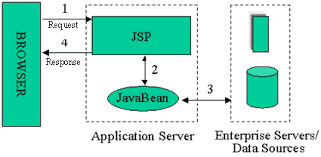 BROWSER
1
Request
4
Response
JSP
2
JavaBean
3
Application Server
Enterprise Servers/
Data Sources